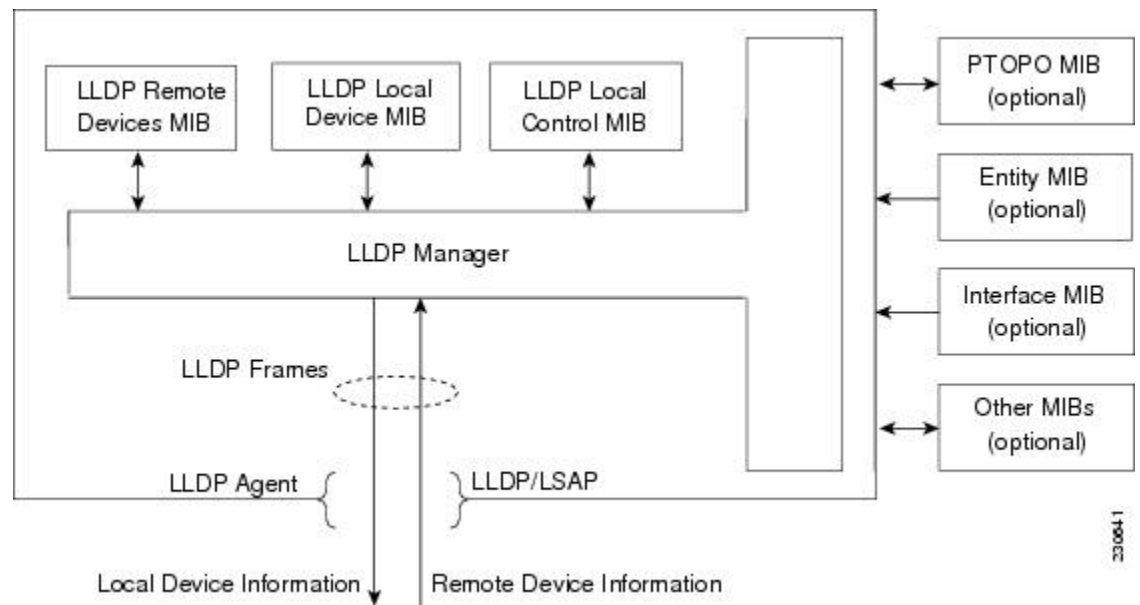 LLDP Remote
Devices MIB
LLDP Local
Device MIB
LLDP Local
Control MIB
PTOPO MIB
(optional)
Entity MIB
(optional)
LLDP Manager
Interface MIB
(optional)
LLDP Frames
Other MIBs
(optional)
LLDP Agent
LLDP/LSAP
230641
Local Device Information
Remote Device Information